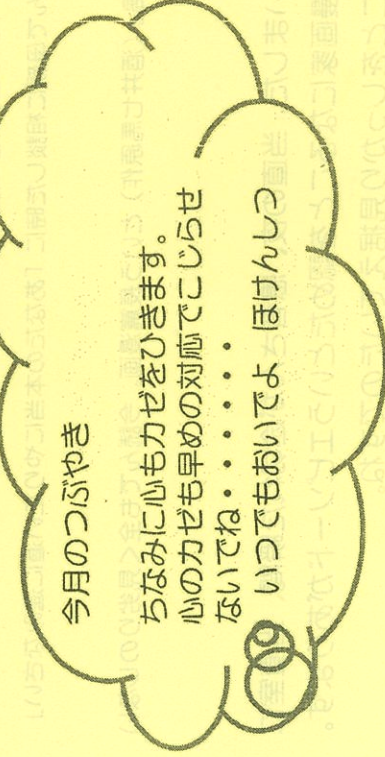 今月のつぶやき
ちなみに心もカゼをひきます。
心のカゼも早めの対応でこじらせ
ないでね・・・・・・・
いつでもおいでよ　ほけんしつ